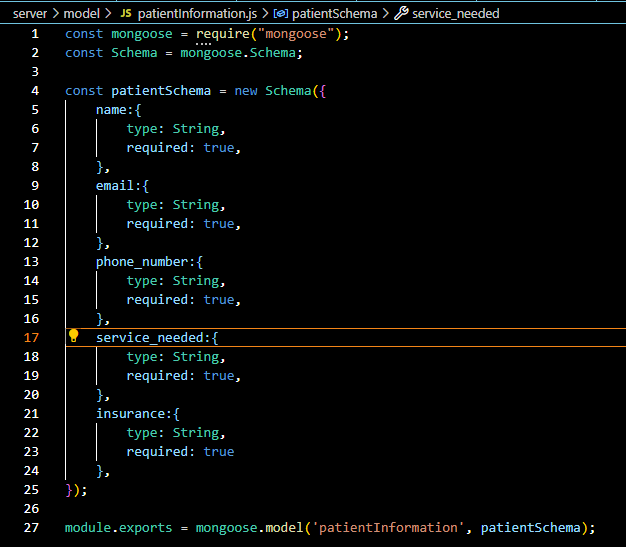 server > model > JS patientInformation.js > patientSchema > service_needed
1 const mongoose = require("mongoose");
2 const Schema = mongoose.Schema;
3
4 const patientSchema = new Schema({
5     name:{
6         type: String,
7         required: true,
8     },
9     email:{
10         type: String,
11         required: true,
12     },
13     phone_number:{
14         type: String,
15         required: true,
16     },
17     service_needed:{
18         type: String,
19         required: true,
20     },
21     insurance:{
22         type: String,
23         required: true
24     },
25 });
26
27 module.exports = mongoose.model('patientInformation', patientSchema);